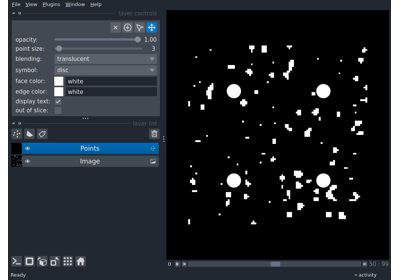 File View Plugins Window Help
layer controls
opacity: 1.00
point size: 3
blending: translucent
symbol: disc
face color: white
edge color: white
display text:
out of slice:
layer list
Points
Image
50 99
Ready
activity